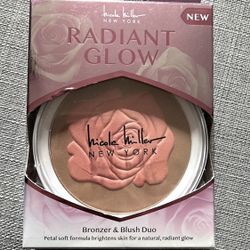 nicole miller
NEW YORK
NEW
RADIANT
GLOW
nicole miller
NEW YORK
Bronzer & Blush Duo
Petal soft formula brightens skin for a natural, radiant glow